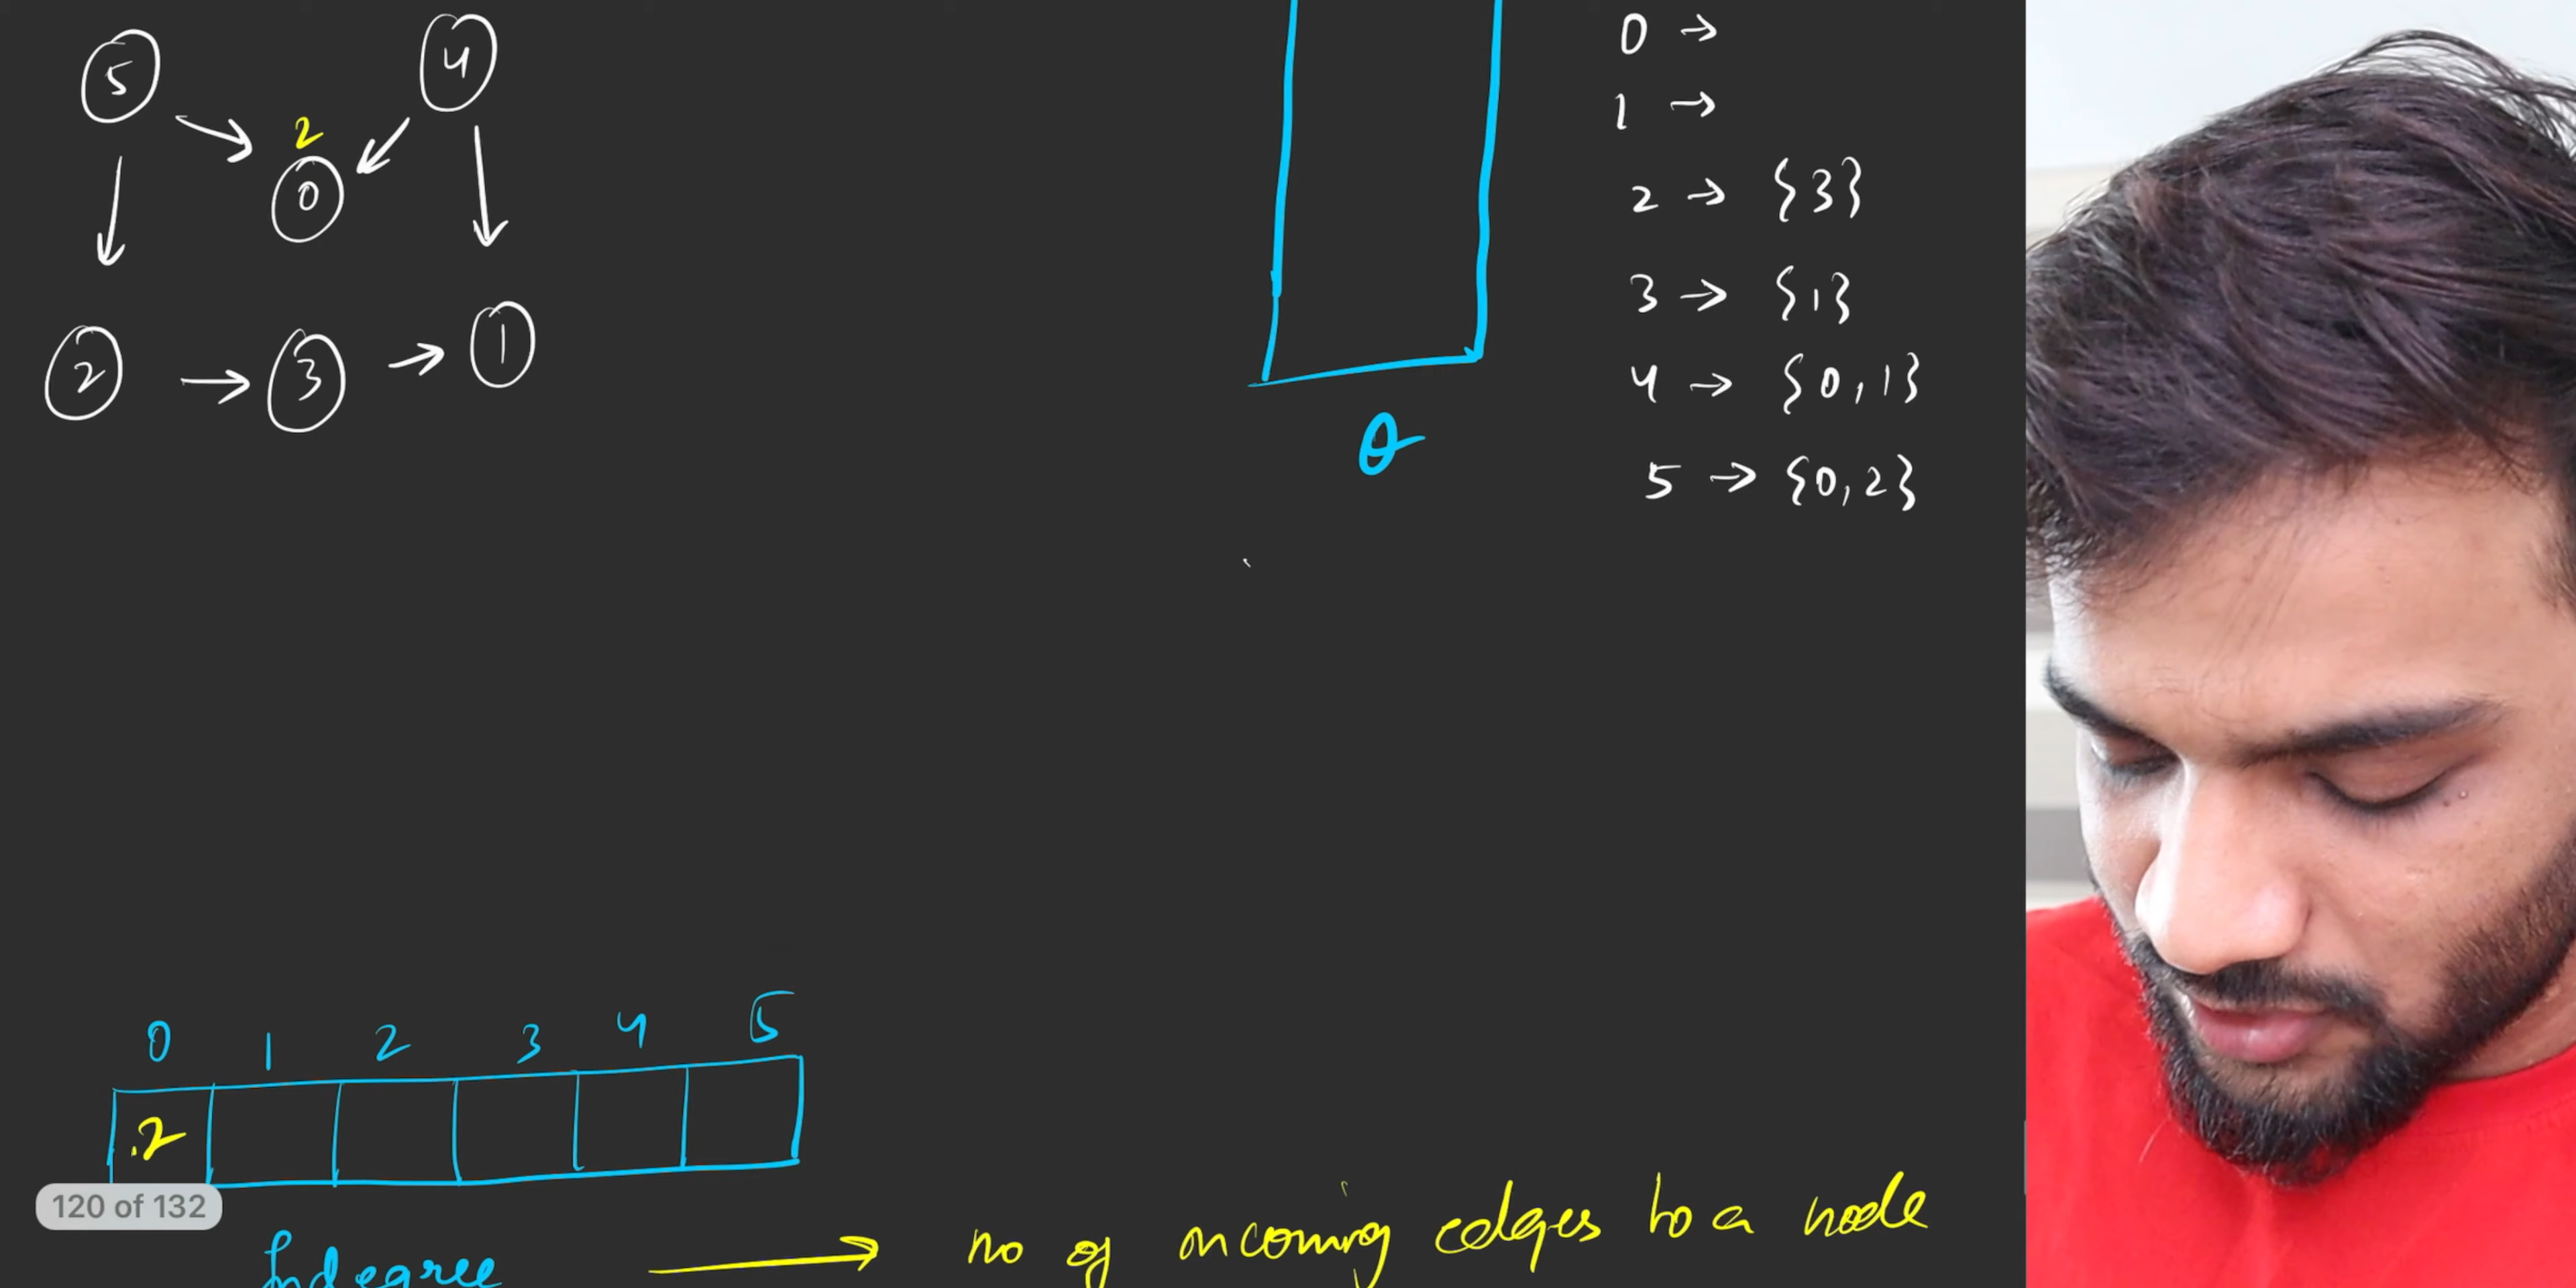 5 4
2
0
2 → 3 → 1
0 →
1 →
2 → {3}
3 → {1}
4 → {0, 1}
5 → {0, 2}
Q
0 1 2 3 4 5
.2
120 of 132
Indegree → no of incoming edges to a node